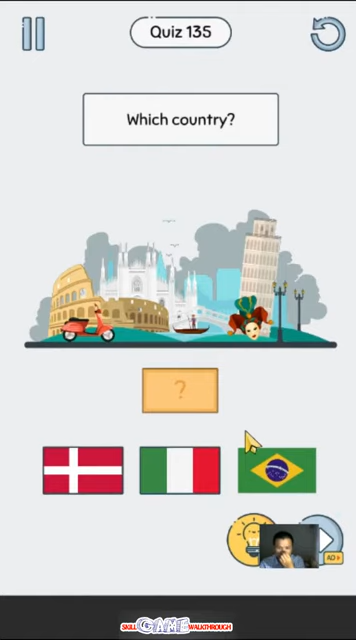 Quiz 135
Which country?
?
AD
SKILL GAME WALKTHROUGH